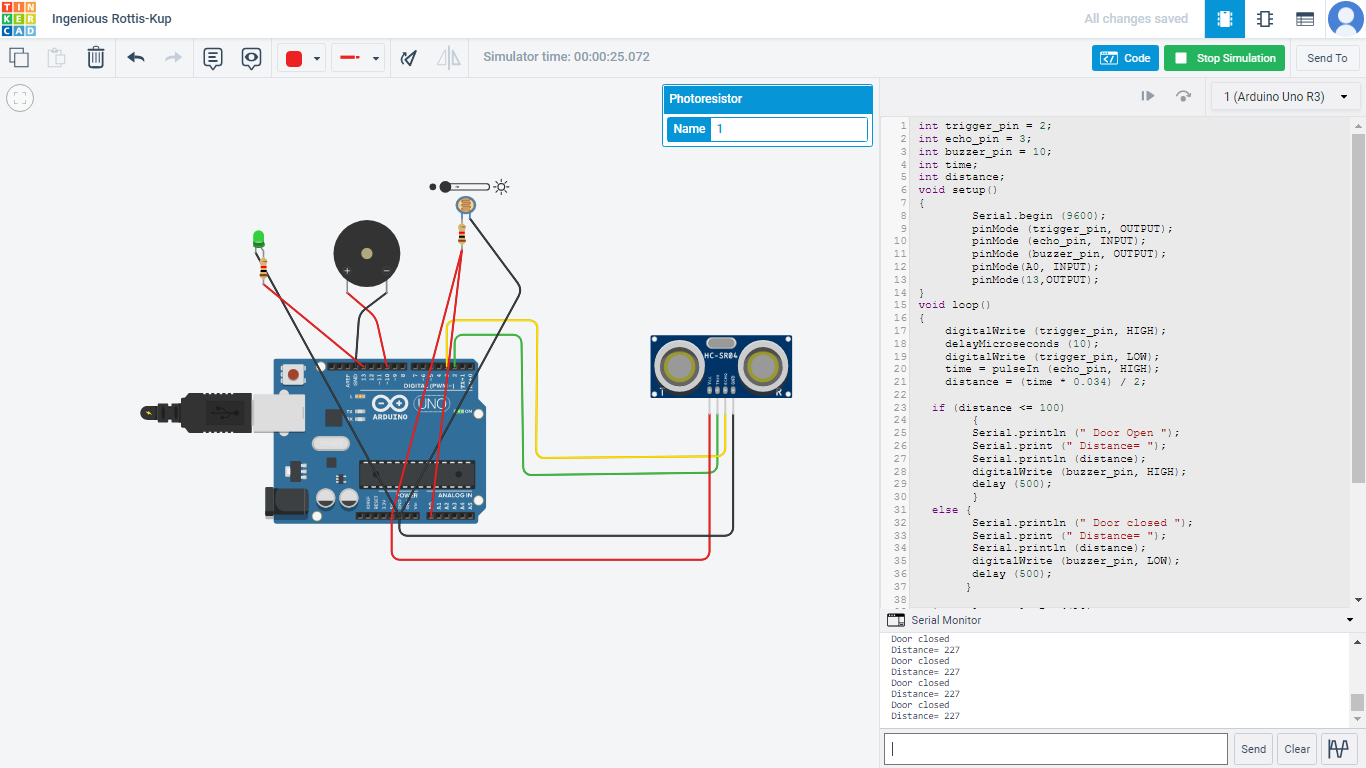 TINKERCAD
Ingenious Rottis-Kup
All changes saved
Simulator time: 00:00:25.072
Code
Stop Simulation
Send To
Photoresistor
Name 1
1 (Arduino Uno R3)
HC-SR04
DIGITAL (PWM~)
UNO
ARDUINO
ON
POWER
ANALOG IN
T
R
1 int trigger_pin = 2;
2 int echo_pin = 3;
3 int buzzer_pin = 10;
4 int time;
5 int distance;
6 void setup()
7 {
8 Serial.begin (9600);
9 pinMode (trigger_pin, OUTPUT);
10 pinMode (echo_pin, INPUT);
11 pinMode (buzzer_pin, OUTPUT);
12 pinMode(A0, INPUT);
13 pinMode(13,OUTPUT);
14 }
15 void loop()
16 {
17 digitalWrite (trigger_pin, HIGH);
18 delayMicroseconds (10);
19 digitalWrite (trigger_pin, LOW);
20 time = pulseIn (echo_pin, HIGH);
21 distance = (time * 0.034) / 2;
22
23 if (distance <= 100)
24 {
25 Serial.println (" Door Open ");
26 Serial.print (" Distance= ");
27 Serial.println (distance);
28 digitalWrite (buzzer_pin, HIGH);
29 delay (500);
30 }
31 else {
32 Serial.println (" Door closed ");
33 Serial.print (" Distance= ");
34 Serial.println (distance);
35 digitalWrite (buzzer_pin, LOW);
36 delay (500);
37 }
38
Serial Monitor
Door closed
Distance= 227
Door closed
Distance= 227
Door closed
Distance= 227
Door closed
Distance= 227
Send
Clear